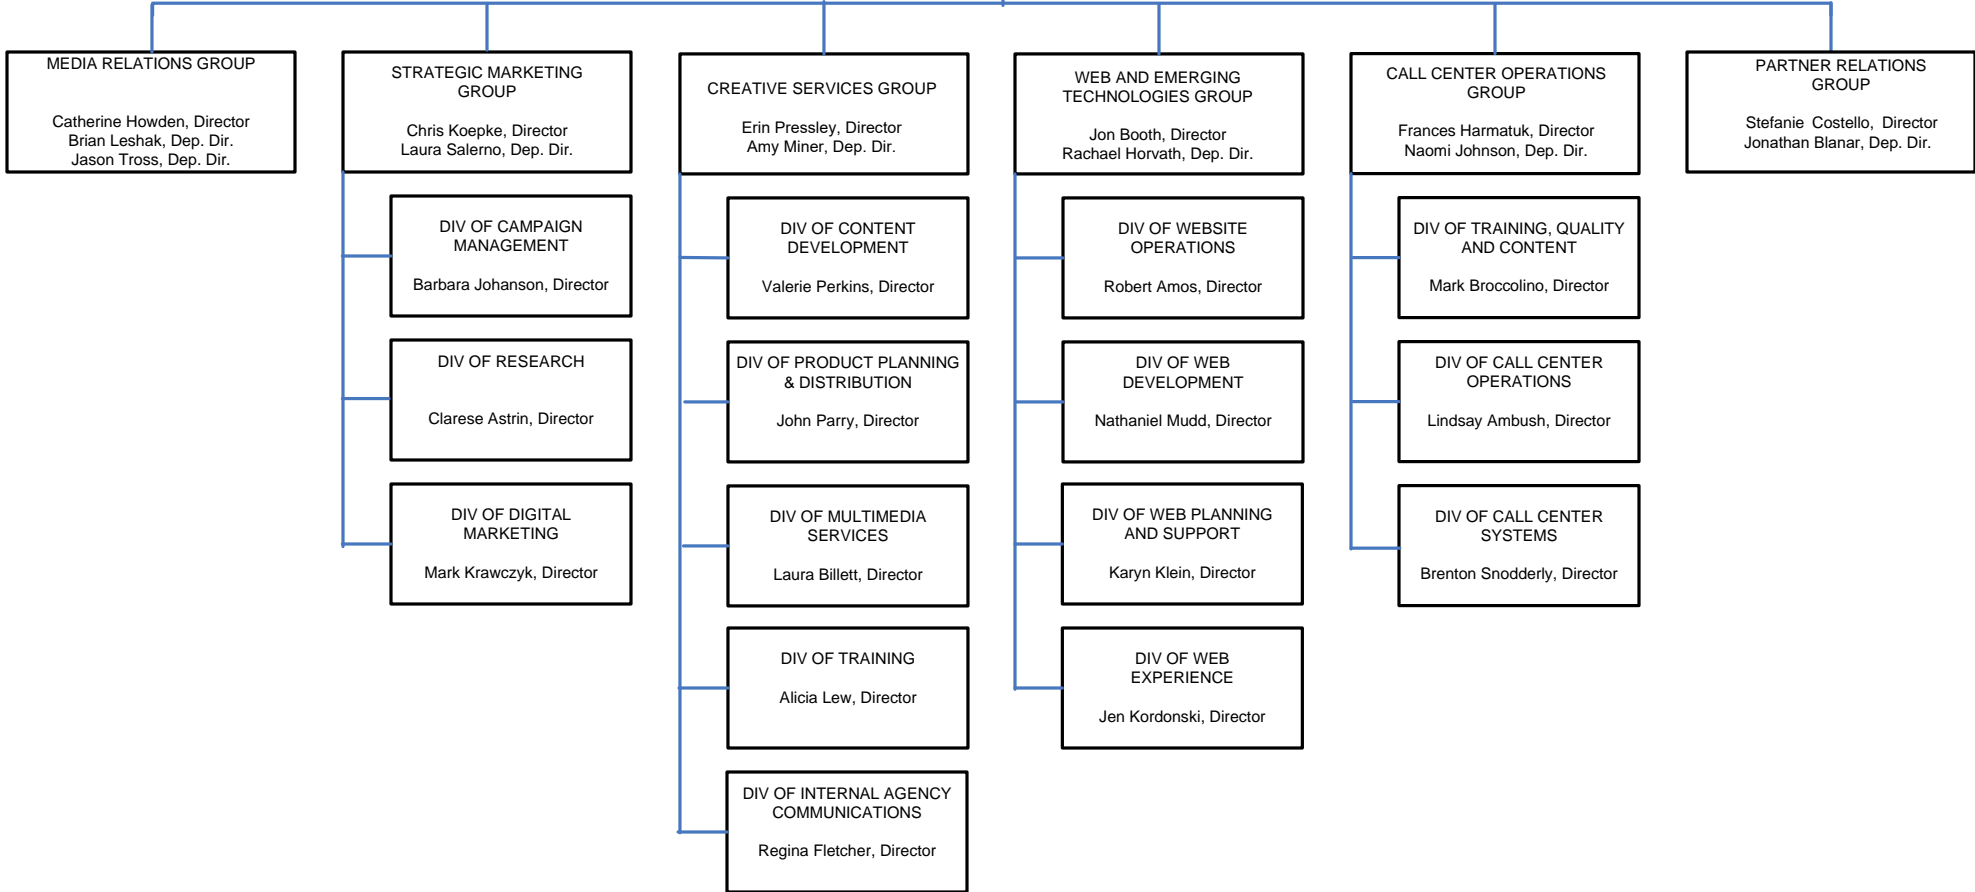 MEDIA RELATIONS GROUP
Catherine Howden, Director
Brian Leshak, Dep. Dir.
Jason Tross, Dep. Dir.
STRATEGIC MARKETING
GROUP
Chris Koepke, Director
Laura Salerno, Dep. Dir.
DIV OF CAMPAIGN
MANAGEMENT
Barbara Johanson, Director
DIV OF RESEARCH
Clarese Astrin, Director
DIV OF DIGITAL
MARKETING
Mark Krawczyk, Director
CREATIVE SERVICES GROUP
Erin Pressley, Director
Amy Miner, Dep. Dir.
DIV OF CONTENT
DEVELOPMENT
Valerie Perkins, Director
DIV OF PRODUCT PLANNING
& DISTRIBUTION
John Parry, Director
DIV OF MULTIMEDIA
SERVICES
Laura Billett, Director
DIV OF TRAINING
Alicia Lew, Director
DIV OF INTERNAL AGENCY
COMMUNICATIONS
Regina Fletcher, Director
WEB AND EMERGING
TECHNOLOGIES GROUP
Jon Booth, Director
Rachael Horvath, Dep. Dir.
DIV OF WEBSITE
OPERATIONS
Robert Amos, Director
DIV OF WEB
DEVELOPMENT
Nathaniel Mudd, Director
DIV OF WEB PLANNING
AND SUPPORT
Karyn Klein, Director
DIV OF WEB
EXPERIENCE
Jen Kordonski, Director
CALL CENTER OPERATIONS
GROUP
Frances Harmatuk, Director
Naomi Johnson, Dep. Dir.
DIV OF TRAINING, QUALITY
AND CONTENT
Mark Broccolino, Director
DIV OF CALL CENTER
OPERATIONS
Lindsay Ambush, Director
DIV OF CALL CENTER
SYSTEMS
Brenton Snodderly, Director
PARTNER RELATIONS
GROUP
Stefanie Costello, Director
Jonathan Blanar, Dep. Dir.